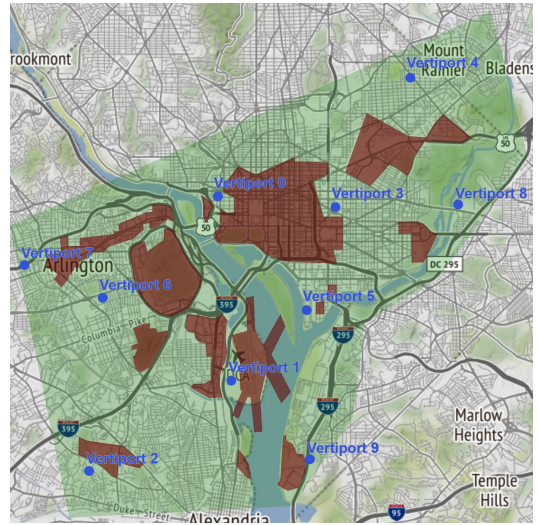 Mount
Rainier
Vertiport 4
Bladens
rookmont
50
Vertiport 0
Vertiport 3
Vertiport 8
50
Vertiport 7
Arlington
DC 295
Vertiport 6
395
Vertiport 5
Columbia Pike
295
Vertiport 1
CA
295
Marlow
Heights
395
Vertiport 2
Vertiport 9
Temple
Hills
Duke Street
95
Alexandria